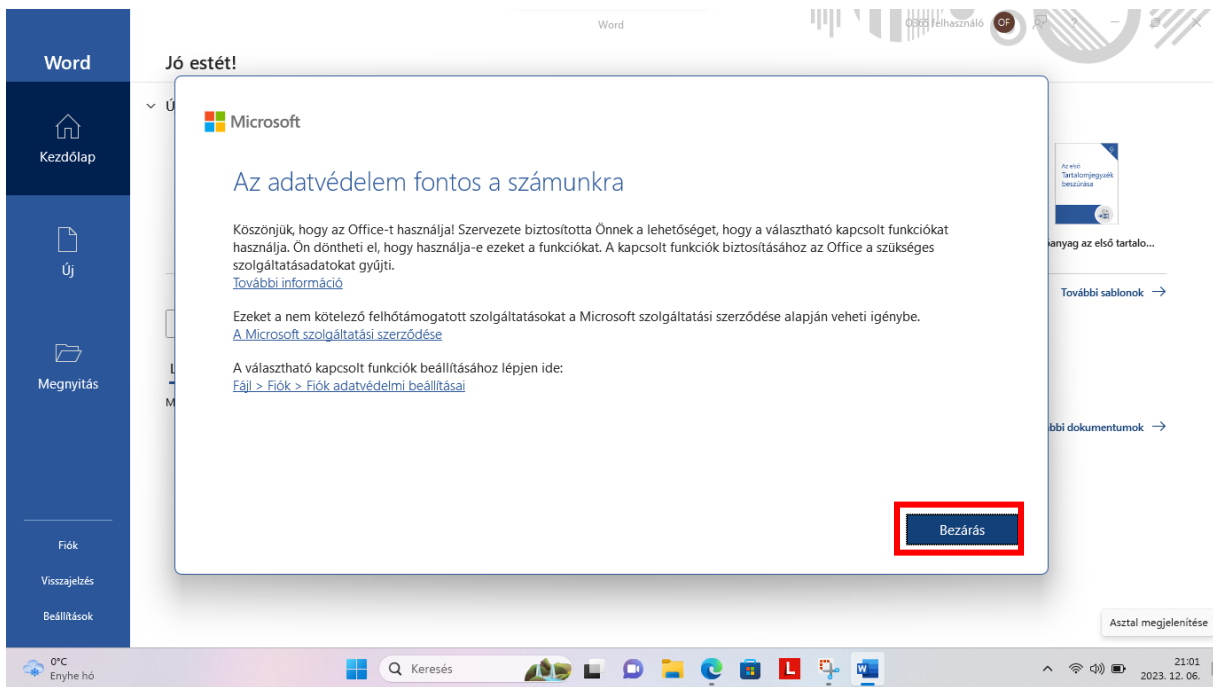 Word
O365 felhasználó OF ?
Word
Jó estét!
Kezdőlap
Új
Megnyitás
Fiók
Visszajelzés
Beállítások
Ú
L
M
Microsoft
Az adatvédelem fontos a számunkra
Köszönjük, hogy az Office-t használja! Szervezete biztosította Önnek a lehetőséget, hogy a választható kapcsolt funkciókat
használja. Ön döntheti el, hogy használja-e ezeket a funkciókat. A kapcsolt funkciók biztosításához az Office a szükséges
szolgáltatásadatokat gyűjti.
További információ
Ezeket a nem kötelező felhőtámogatott szolgáltatásokat a Microsoft szolgáltatási szerződése alapján veheti igénybe.
A Microsoft szolgáltatási szerződése
A választható kapcsolt funkciók beállításához lépjen ide:
Fájl > Fiók > Fiók adatvédelmi beállításai
Bezárás
Az első
Tartalomjegyzék
beszúrása
anyag az első tartalo...
További sablonok
bbi dokumentumok
Asztal megjelenítése
0°C
Enyhe hó
Keresés
L
W
21:01
2023. 12. 06.